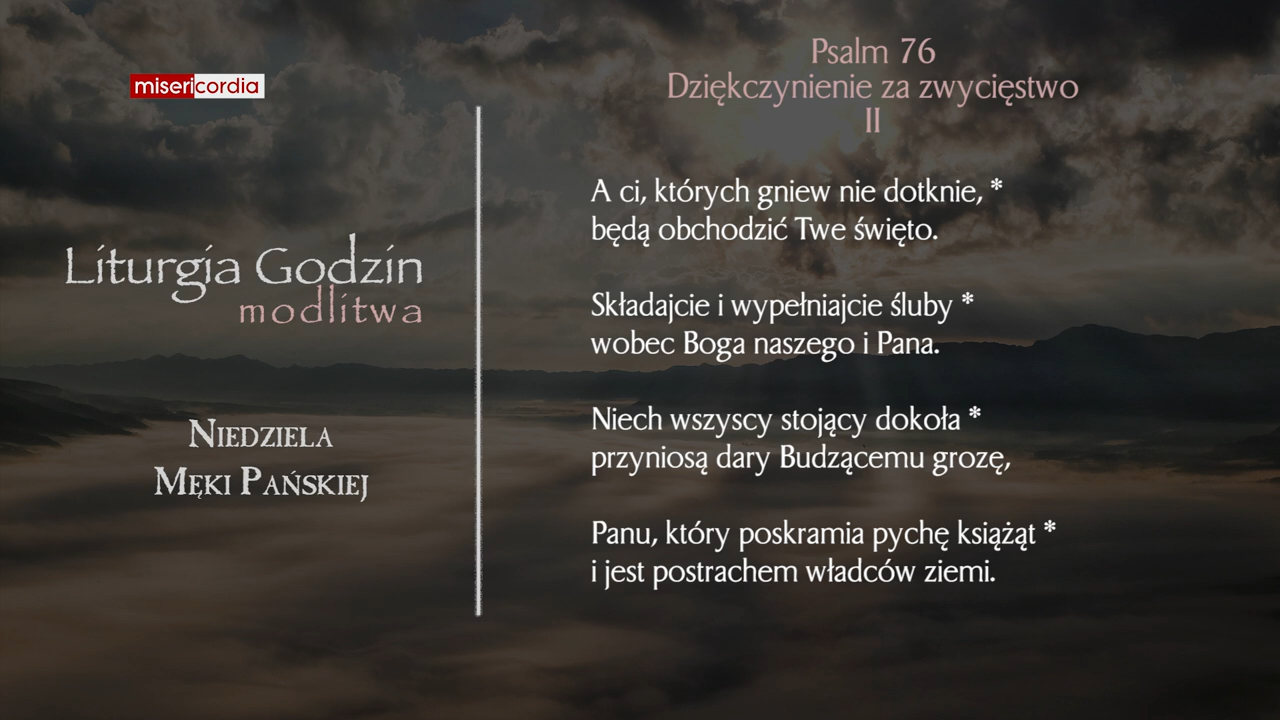 misericordia
Liturgia Godzin
modlitwa
Niedziela
Męki Pańskiej
Psalm 76
Dziękczynienie za zwycięstwo
II
A ci, których gniew nie dotknie, *
będą obchodzić Twe święto.
Składajcie i wypełniajcie śluby *
wobec Boga naszego i Pana.
Niech wszyscy stojący dokoła *
przyniosą dary Budzącemu grozę,
Panu, który poskramia pychę książąt *
i jest postrachem władców ziemi.